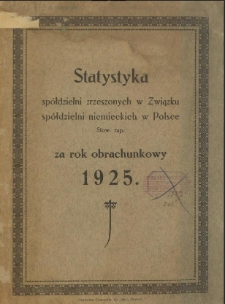 Statystyka
spółdzielni zrzeszonych w Związku
spółdzielni niemieckich w Polsce
Stow. zap.
za rok obrachunkowy
1925.